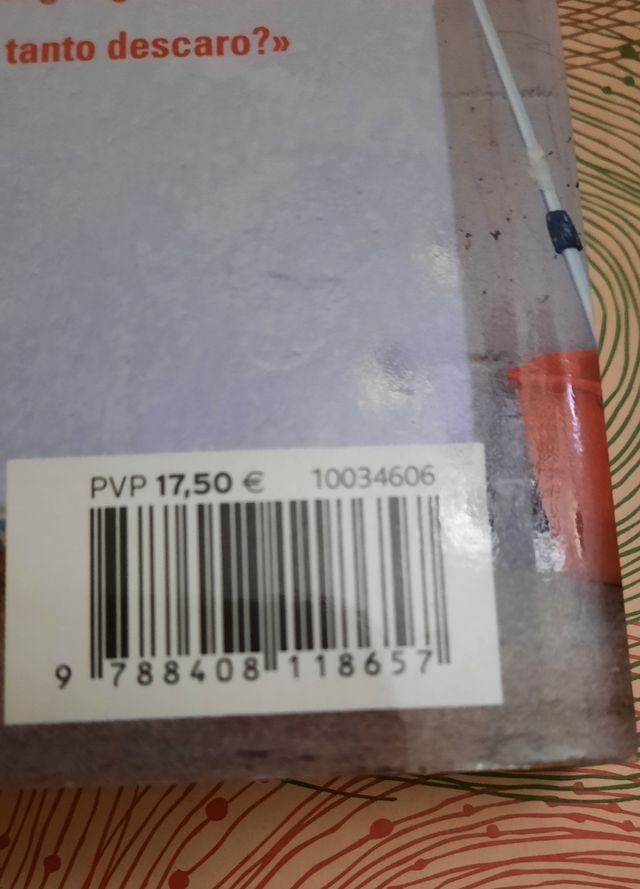 tanto descaro?»
PVP 17,50 € 10034606
9 788408 118657